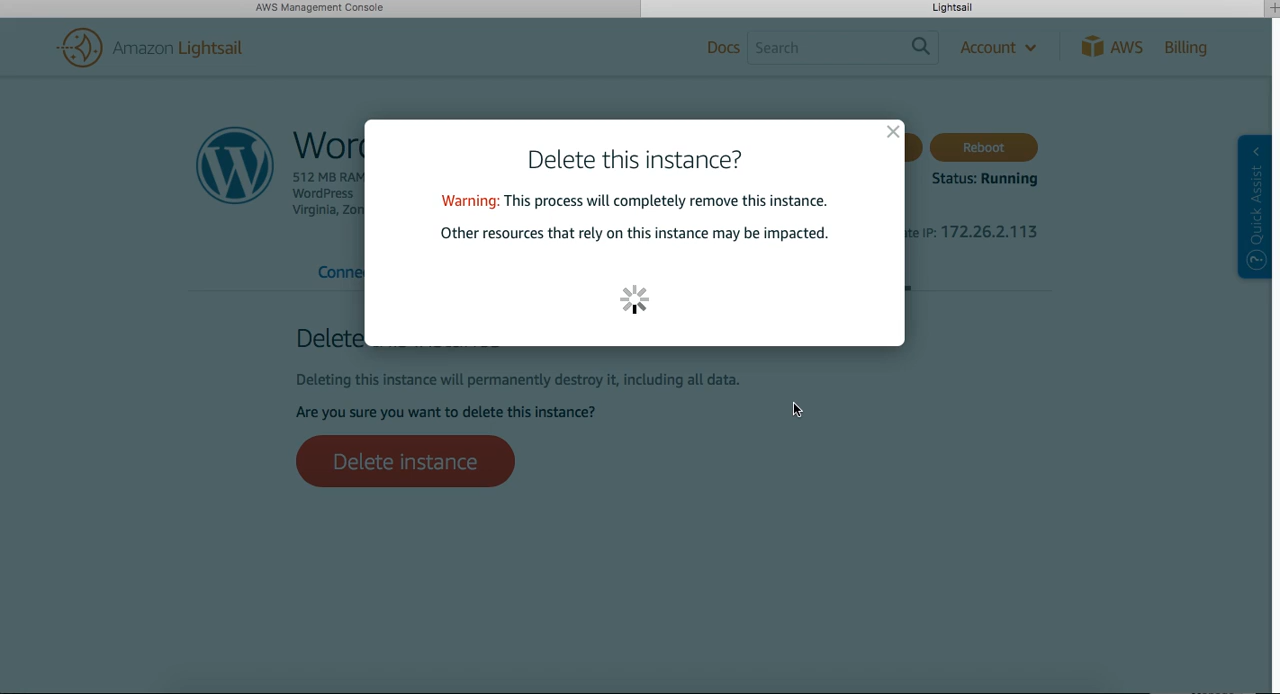 AWS Management Console
Lightsail
+
Amazon Lightsail
Docs
Search
Account
AWS
Billing
Reboot
512 MB RAM
WordPress
Virginia,
Status: Running
IP: 172.26.2.113
Quick Assist
?
Delete this instance?
Warning: This process will completely remove this instance.
Other resources that rely on this instance may be impacted.
Delete
Deleting this instance will permanently destroy it, including all data.
Are you sure you want to delete this instance?
Delete instance